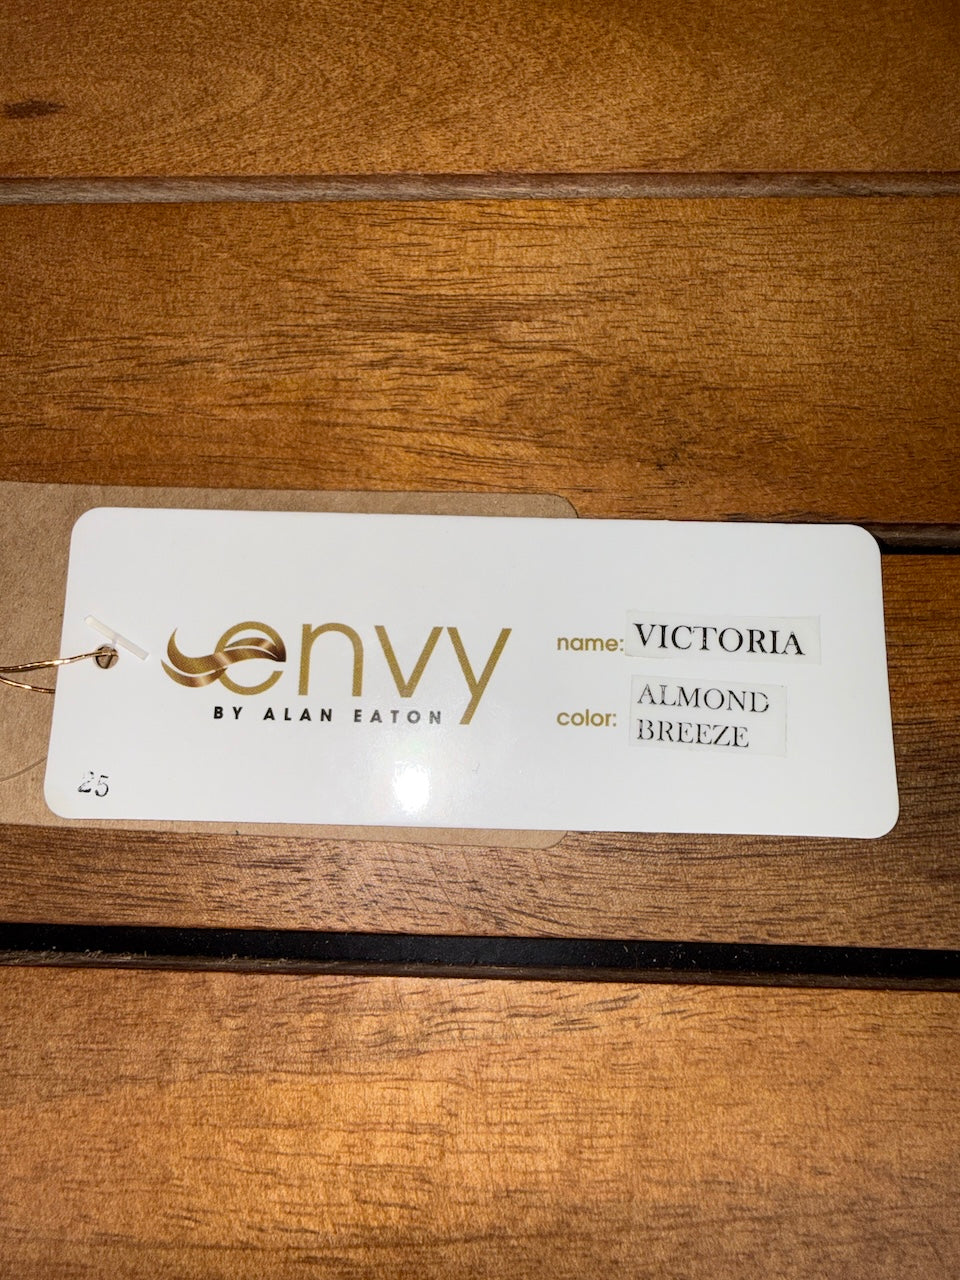 envy
BY ALAN EATON
name: VICTORIA
color: ALMOND
BREEZE
25